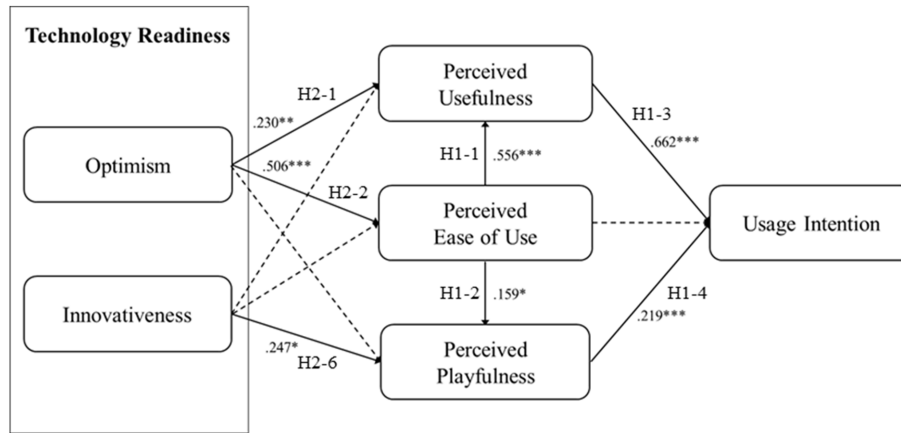 Technology Readiness
Optimism
Innovativeness
H2-1
.230**
.506***
H2-2
.247*
H2-6
Perceived
Usefulness
H1-1
.556***
Perceived
Ease of Use
H1-2
.159*
Perceived
Playfulness
H1-3
.662***
H1-4
.219***
Usage Intention